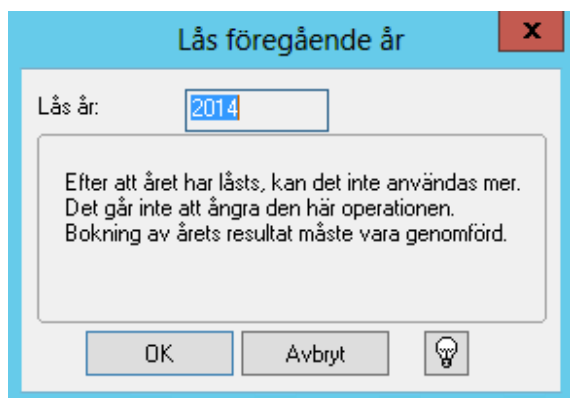 Lås föregående år
Lås år: 2014
Efter att året har låsts, kan det inte användas mer.
Det går inte att ångra den här operationen.
Bokning av årets resultat måste vara genomförd.
OK Avbryt